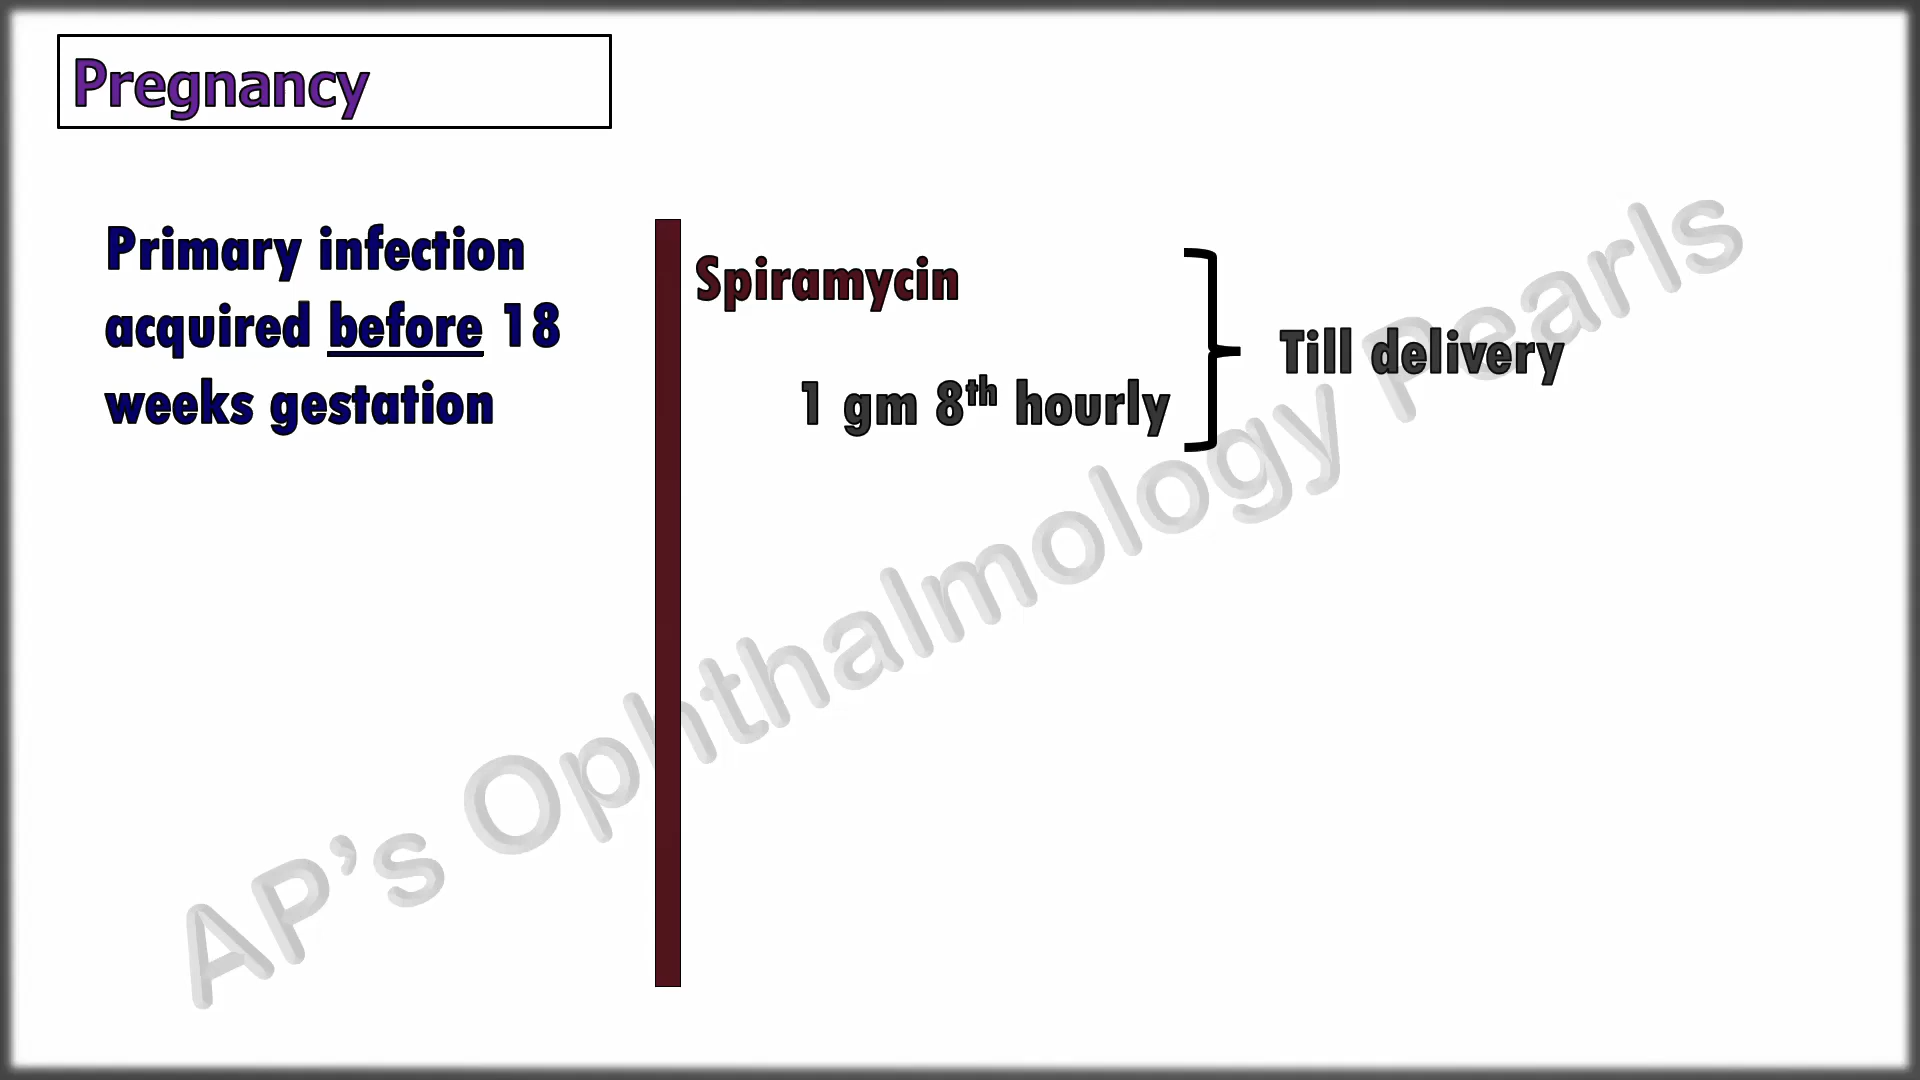 Pregnancy
Primary infection
acquired before 18
weeks gestation
Spiramycin
1 gm 8th hourly
Till delivery
AP's Ophthalmology Pearls